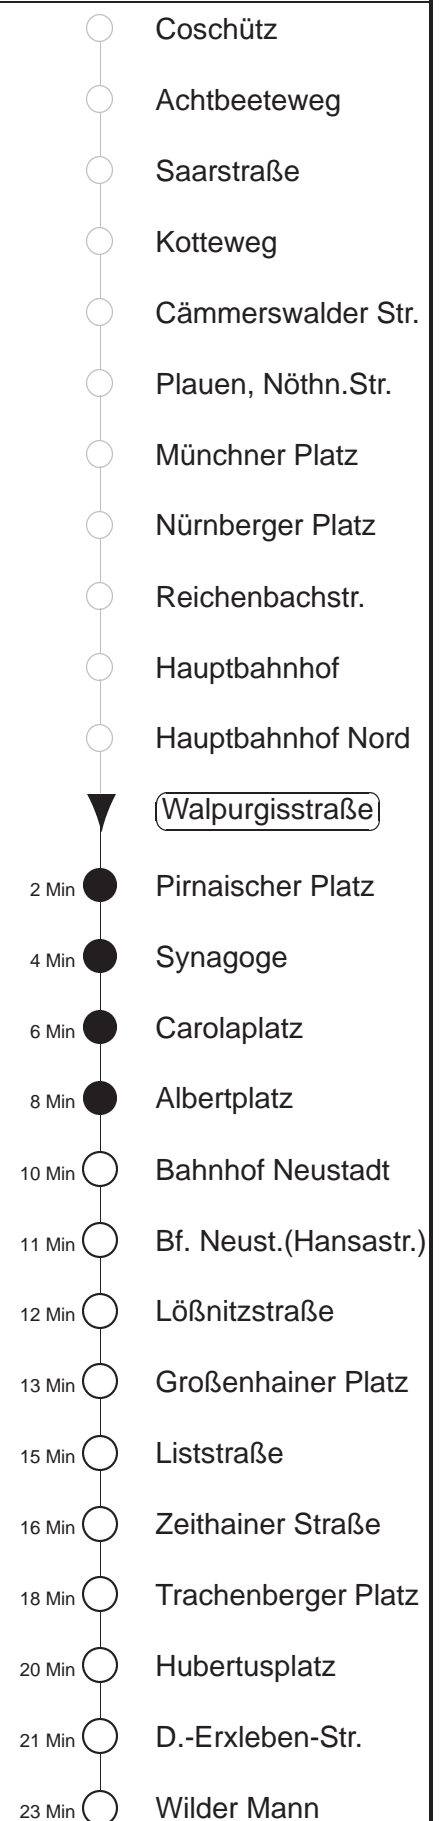 Coschütz
Achtbeeteweg
Saarstraße
Kotteweg
Cämmerswalder Str.
Plauen, Nöthn.Str.
Münchner Platz
Nürnberger Platz
Reichenbachstr.
Hauptbahnhof
Hauptbahnhof Nord
Walpurgisstraße
2 Min Pirnaischer Platz
4 Min Synagoge
6 Min Carolaplatz
8 Min Albertplatz
10 Min Bahnhof Neustadt
11 Min Bf. Neust.(Hansastr.)
12 Min Lößnitzstraße
13 Min Großenhainer Platz
15 Min Liststraße
16 Min Zeithainer Straße
18 Min Trachenberger Platz
20 Min Hubertusplatz
21 Min D.-Erxleben-Str.
23 Min Wilder Mann